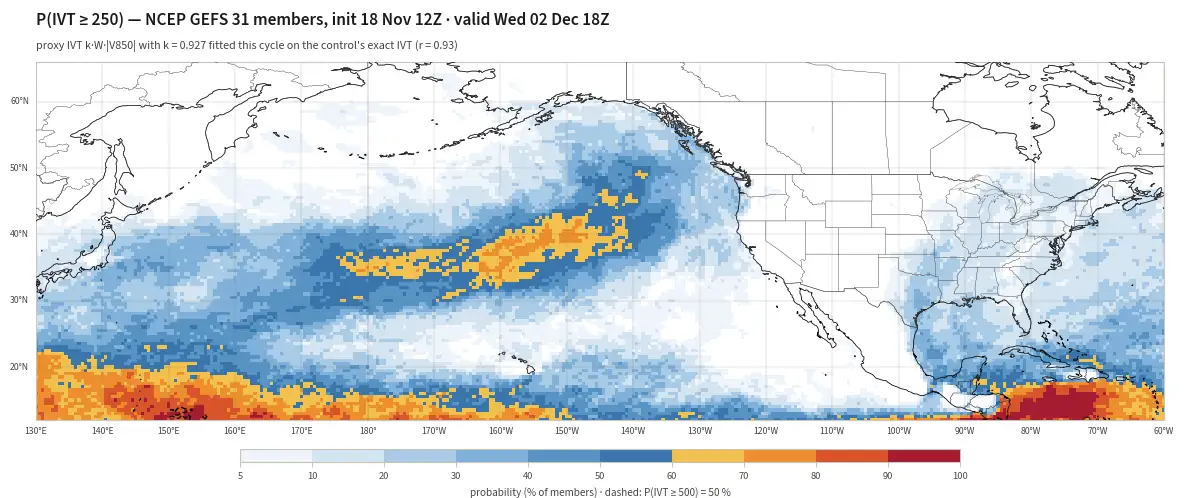 P(IVT ≥ 250) — NCEP GEFS 31 members, init 18 Nov 12Z · valid Wed 02 Dec 18Z
proxy IVT k·W·|V850| with k = 0.927 fitted this cycle on the control's exact IVT (r = 0.93)
60°N
50°N
40°N
30°N
20°N
130°E 140°E 150°E 160°E 170°E 180° 170°W 160°W 150°W 140°W 130°W 120°W 110°W 100°W 90°W 80°W 70°W 60°W
5 10 20 30 40 50 60 70 80 90 100
probability (% of members) · dashed: P(IVT ≥ 500) = 50 %